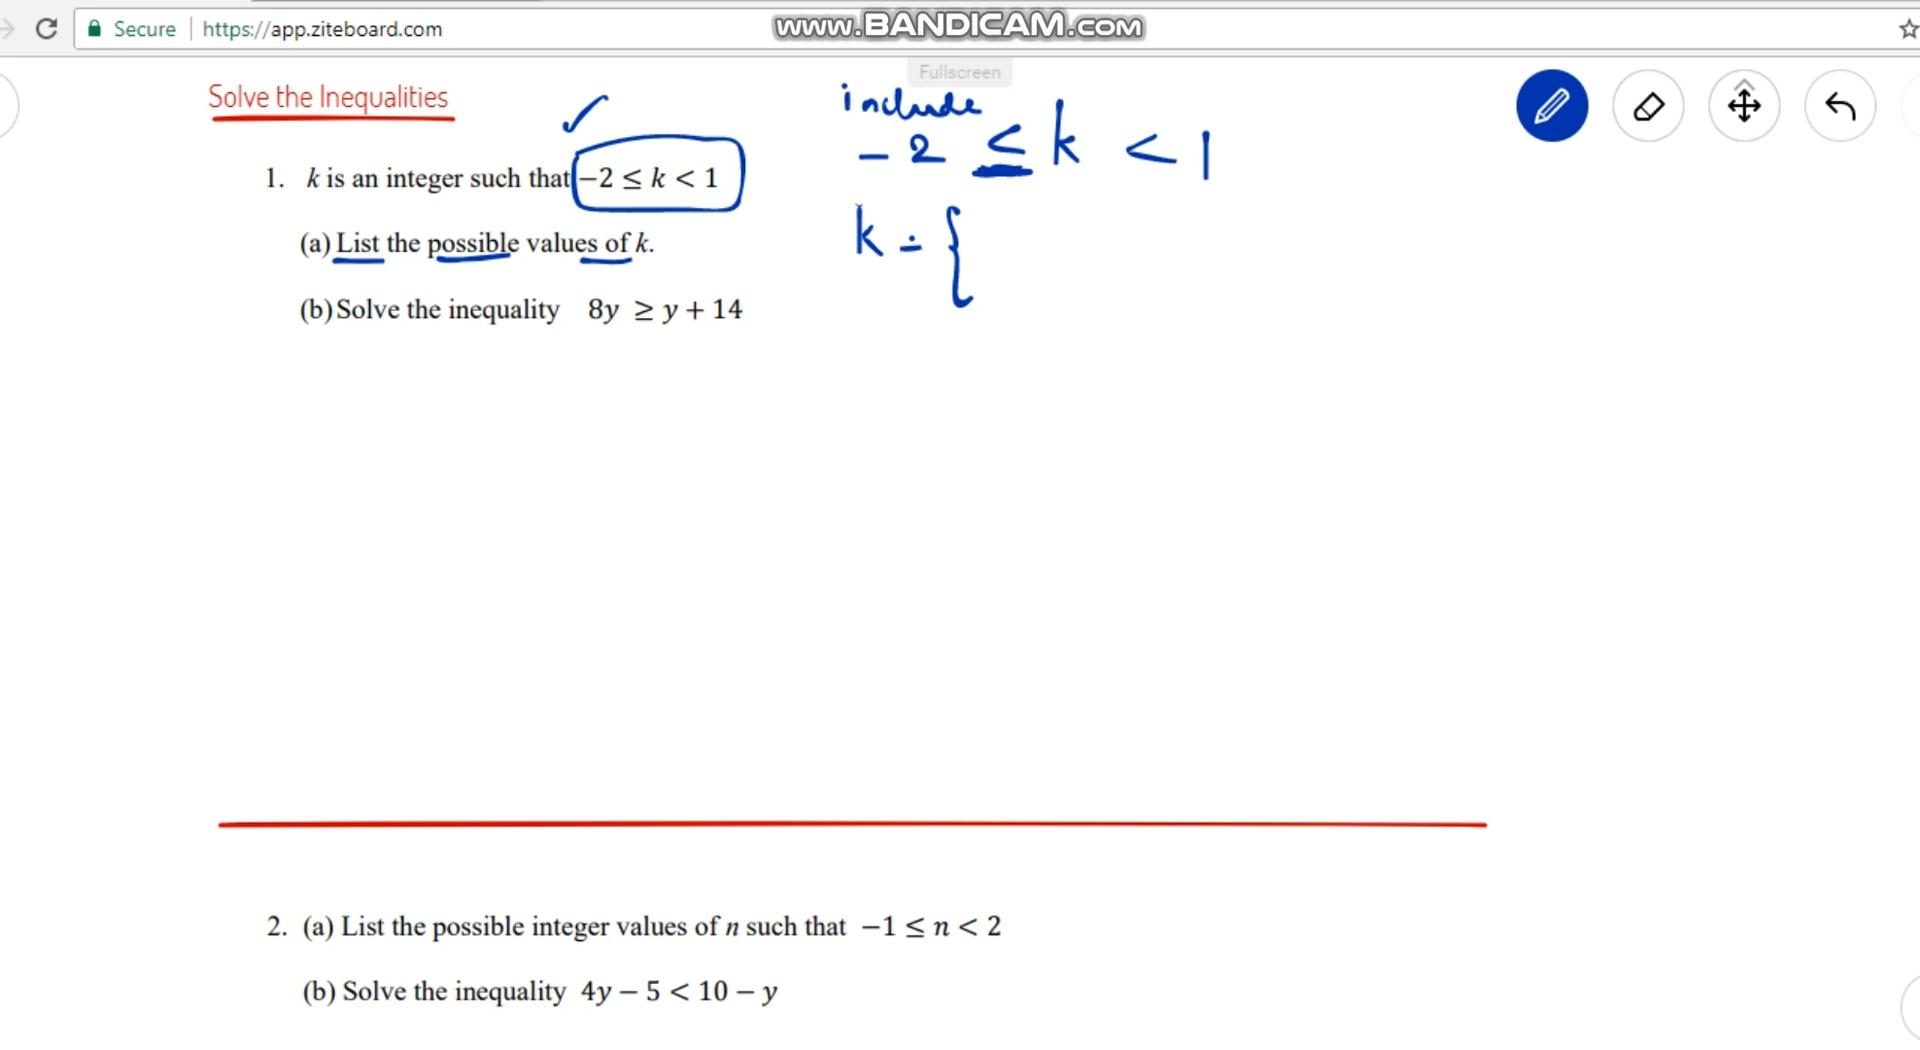 Secure https://app.ziteboard.com
www.BANDICAM.com
Fullscreen
Solve the Inequalities
include
-2 ≤ k < 1
1. k is an integer such that −2 ≤ k < 1
(a) List the possible values of k.
k = {
(b) Solve the inequality 8y ≥ y + 14
2. (a) List the possible integer values of n such that −1 ≤ n < 2
(b) Solve the inequality 4y − 5 < 10 − y